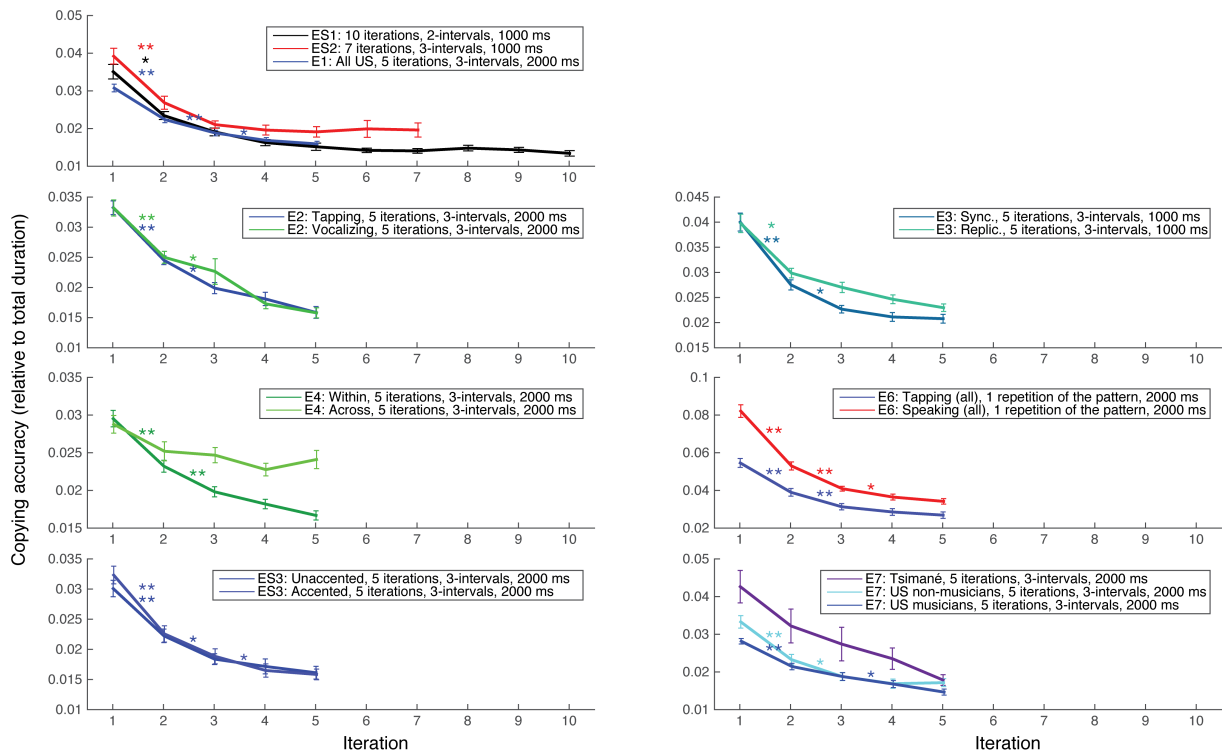 Copying accuracy (relative to total duration)
0.05
0.04
0.03
0.02
0.01
ES1: 10 iterations, 2-intervals, 1000 ms
ES2: 7 iterations, 3-intervals, 1000 ms
E1: All US, 5 iterations, 3-intervals, 2000 ms
**
*
**
**
*
1 2 3 4 5 6 7 8 9 10
0.035
0.03
0.025
0.02
0.015
0.01
E2: Tapping, 5 iterations, 3-intervals, 2000 ms
E2: Vocalizing, 5 iterations, 3-intervals, 2000 ms
**
**
*
*
1 2 3 4 5 6 7 8 9 10
0.045
0.04
0.035
0.03
0.025
0.02
0.015
E3: Sync., 5 iterations, 3-intervals, 1000 ms
E3: Replic., 5 iterations, 3-intervals, 1000 ms
*
**
*
1 2 3 4 5 6 7 8 9 10
0.035
0.03
0.025
0.02
0.015
E4: Within, 5 iterations, 3-intervals, 2000 ms
E4: Across, 5 iterations, 3-intervals, 2000 ms
**
**
1 2 3 4 5 6 7 8 9 10
0.1
0.08
0.06
0.04
0.02
E6: Tapping (all), 1 repetition of the pattern, 2000 ms
E6: Speaking (all), 1 repetition of the pattern, 2000 ms
**
**
*
**
**
1 2 3 4 5 6 7 8 9 10
0.035
0.03
0.025
0.02
0.015
0.01
ES3: Unaccented, 5 iterations, 3-intervals, 2000 ms
ES3: Accented, 5 iterations, 3-intervals, 2000 ms
**
**
*
*
1 2 3 4 5 6 7 8 9 10
Iteration
0.05
0.04
0.03
0.02
0.01
E7: Tsimané, 5 iterations, 3-intervals, 2000 ms
E7: US non-musicians, 5 iterations, 3-intervals, 2000 ms
E7: US musicians, 5 iterations, 3-intervals, 2000 ms
**
**
*
*
1 2 3 4 5 6 7 8 9 10
Iteration